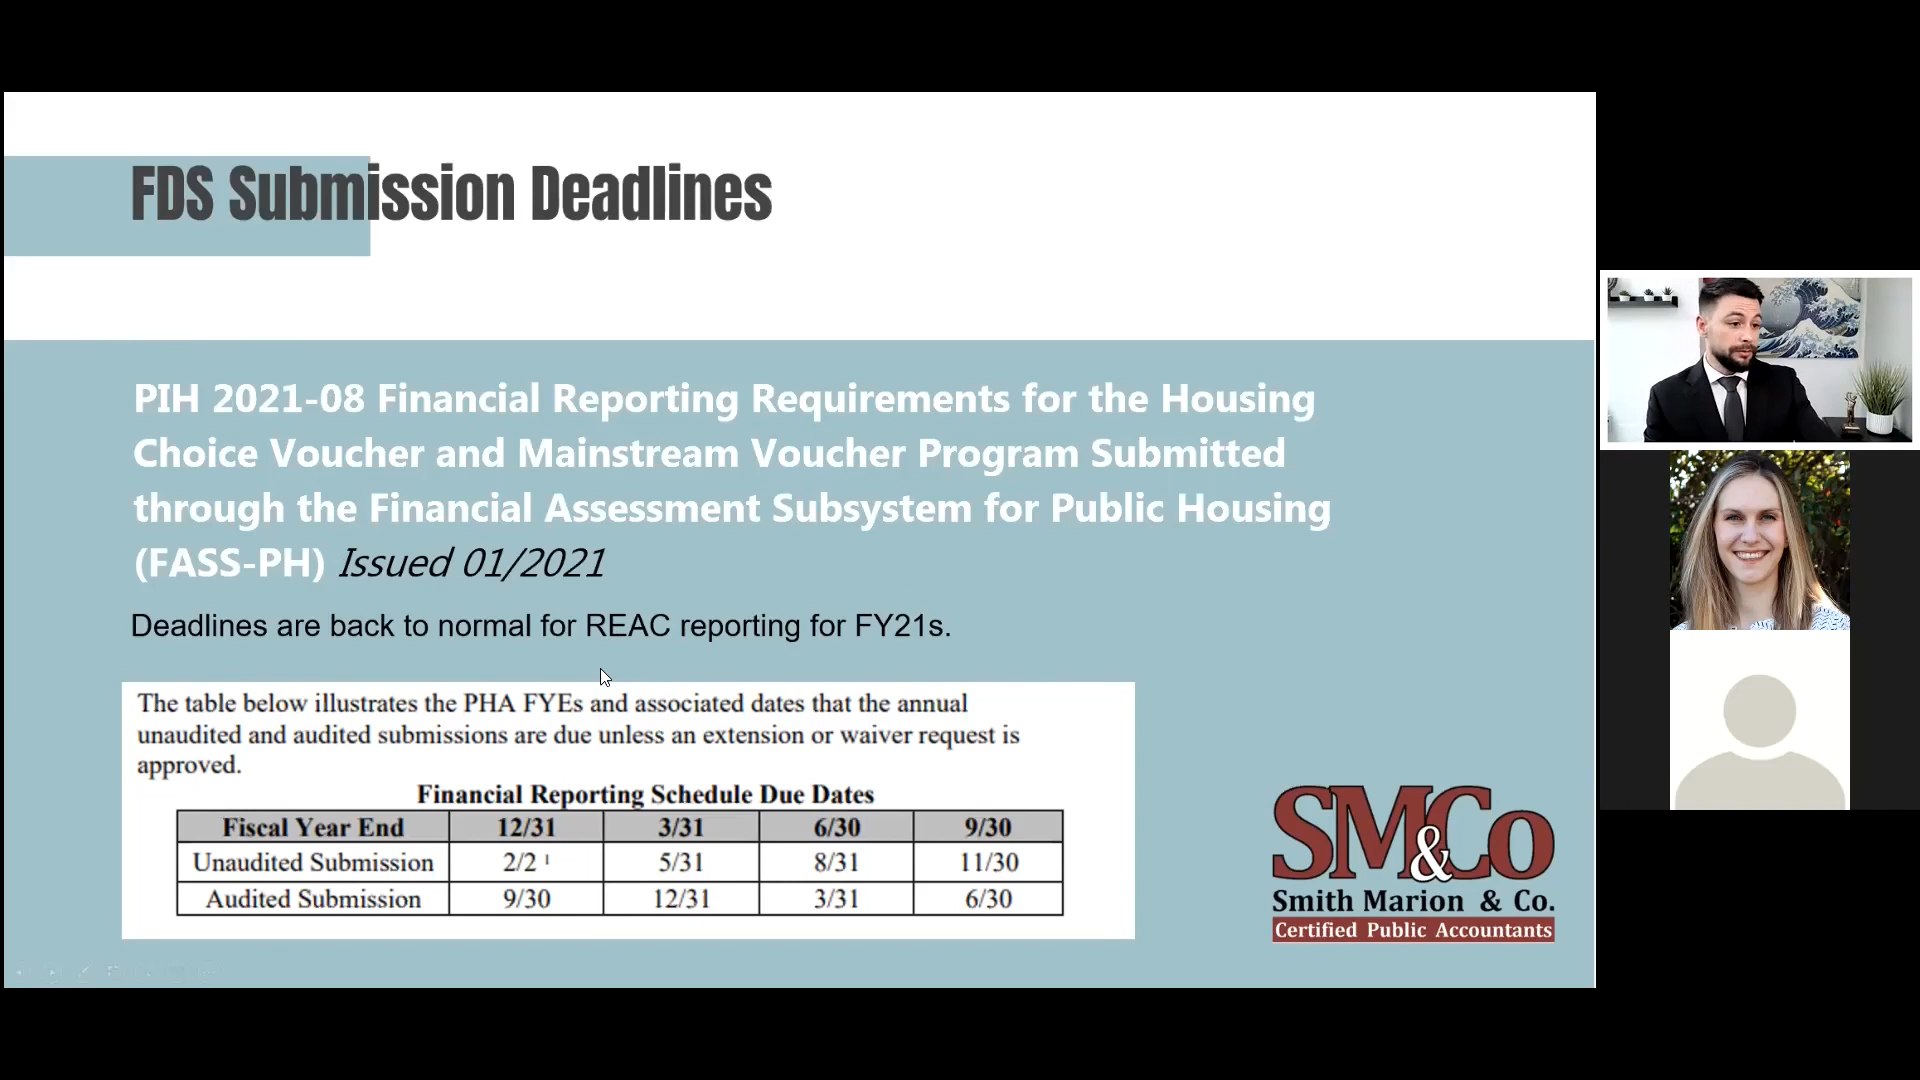 FDS Submission Deadlines
PIH 2021-08 Financial Reporting Requirements for the Housing
Choice Voucher and Mainstream Voucher Program Submitted
through the Financial Assessment Subsystem for Public Housing
(FASS-PH) Issued 01/2021
Deadlines are back to normal for REAC reporting for FY21s.
The table below illustrates the PHA FYEs and associated dates that the annual
unaudited and audited submissions are due unless an extension or waiver request is
approved.
Financial Reporting Schedule Due Dates
Fiscal Year End 12/31 3/31 6/30 9/30
Unaudited Submission 2/2 5/31 8/31 11/30
Audited Submission 9/30 12/31 3/31 6/30
SM&Co
Smith Marion & Co.
Certified Public Accountants